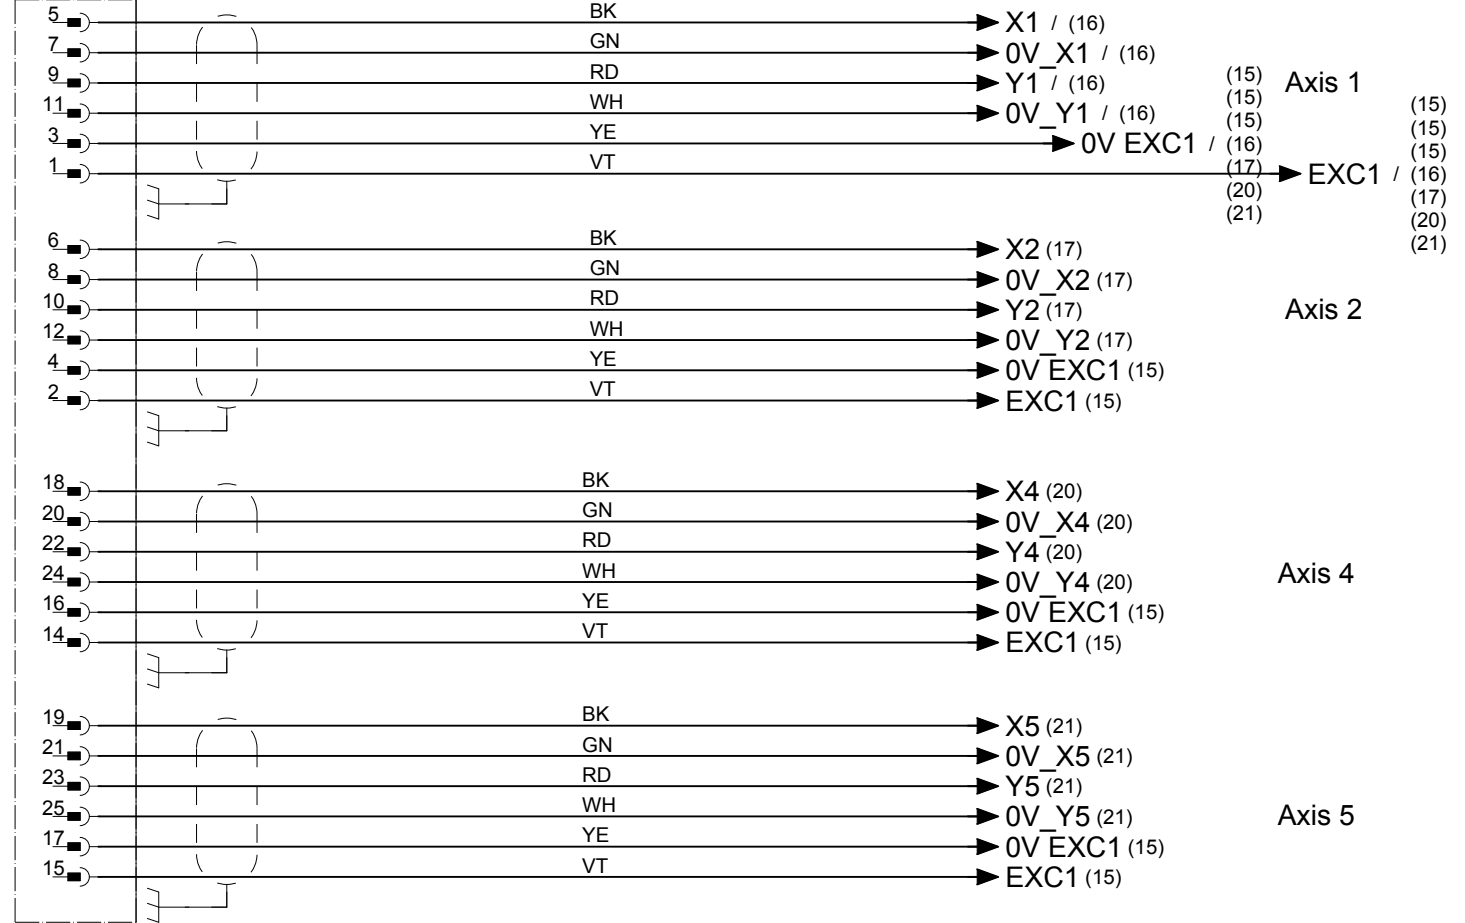 5 BK X1 / (16)
7 GN 0V_X1 / (16)
9 RD Y1 / (16)
11 WH 0V_Y1 / (16)
3 YE 0V EXC1 / (15) (15) (15) (16) (17) (20) (21)
1 VT EXC1 / (15) (15) (15) (16) (17) (20) (21)
Axis 1
6 BK X2 (17)
8 GN 0V_X2 (17)
10 RD Y2 (17)
12 WH 0V_Y2 (17)
4 YE 0V EXC1 (15)
2 VT EXC1 (15)
Axis 2
18 BK X4 (20)
20 GN 0V_X4 (20)
22 RD Y4 (20)
24 WH 0V_Y4 (20)
16 YE 0V EXC1 (15)
14 VT EXC1 (15)
Axis 4
19 BK X5 (21)
21 GN 0V_X5 (21)
23 RD Y5 (21)
25 WH 0V_Y5 (21)
17 YE 0V EXC1 (15)
15 VT EXC1 (15)
Axis 5